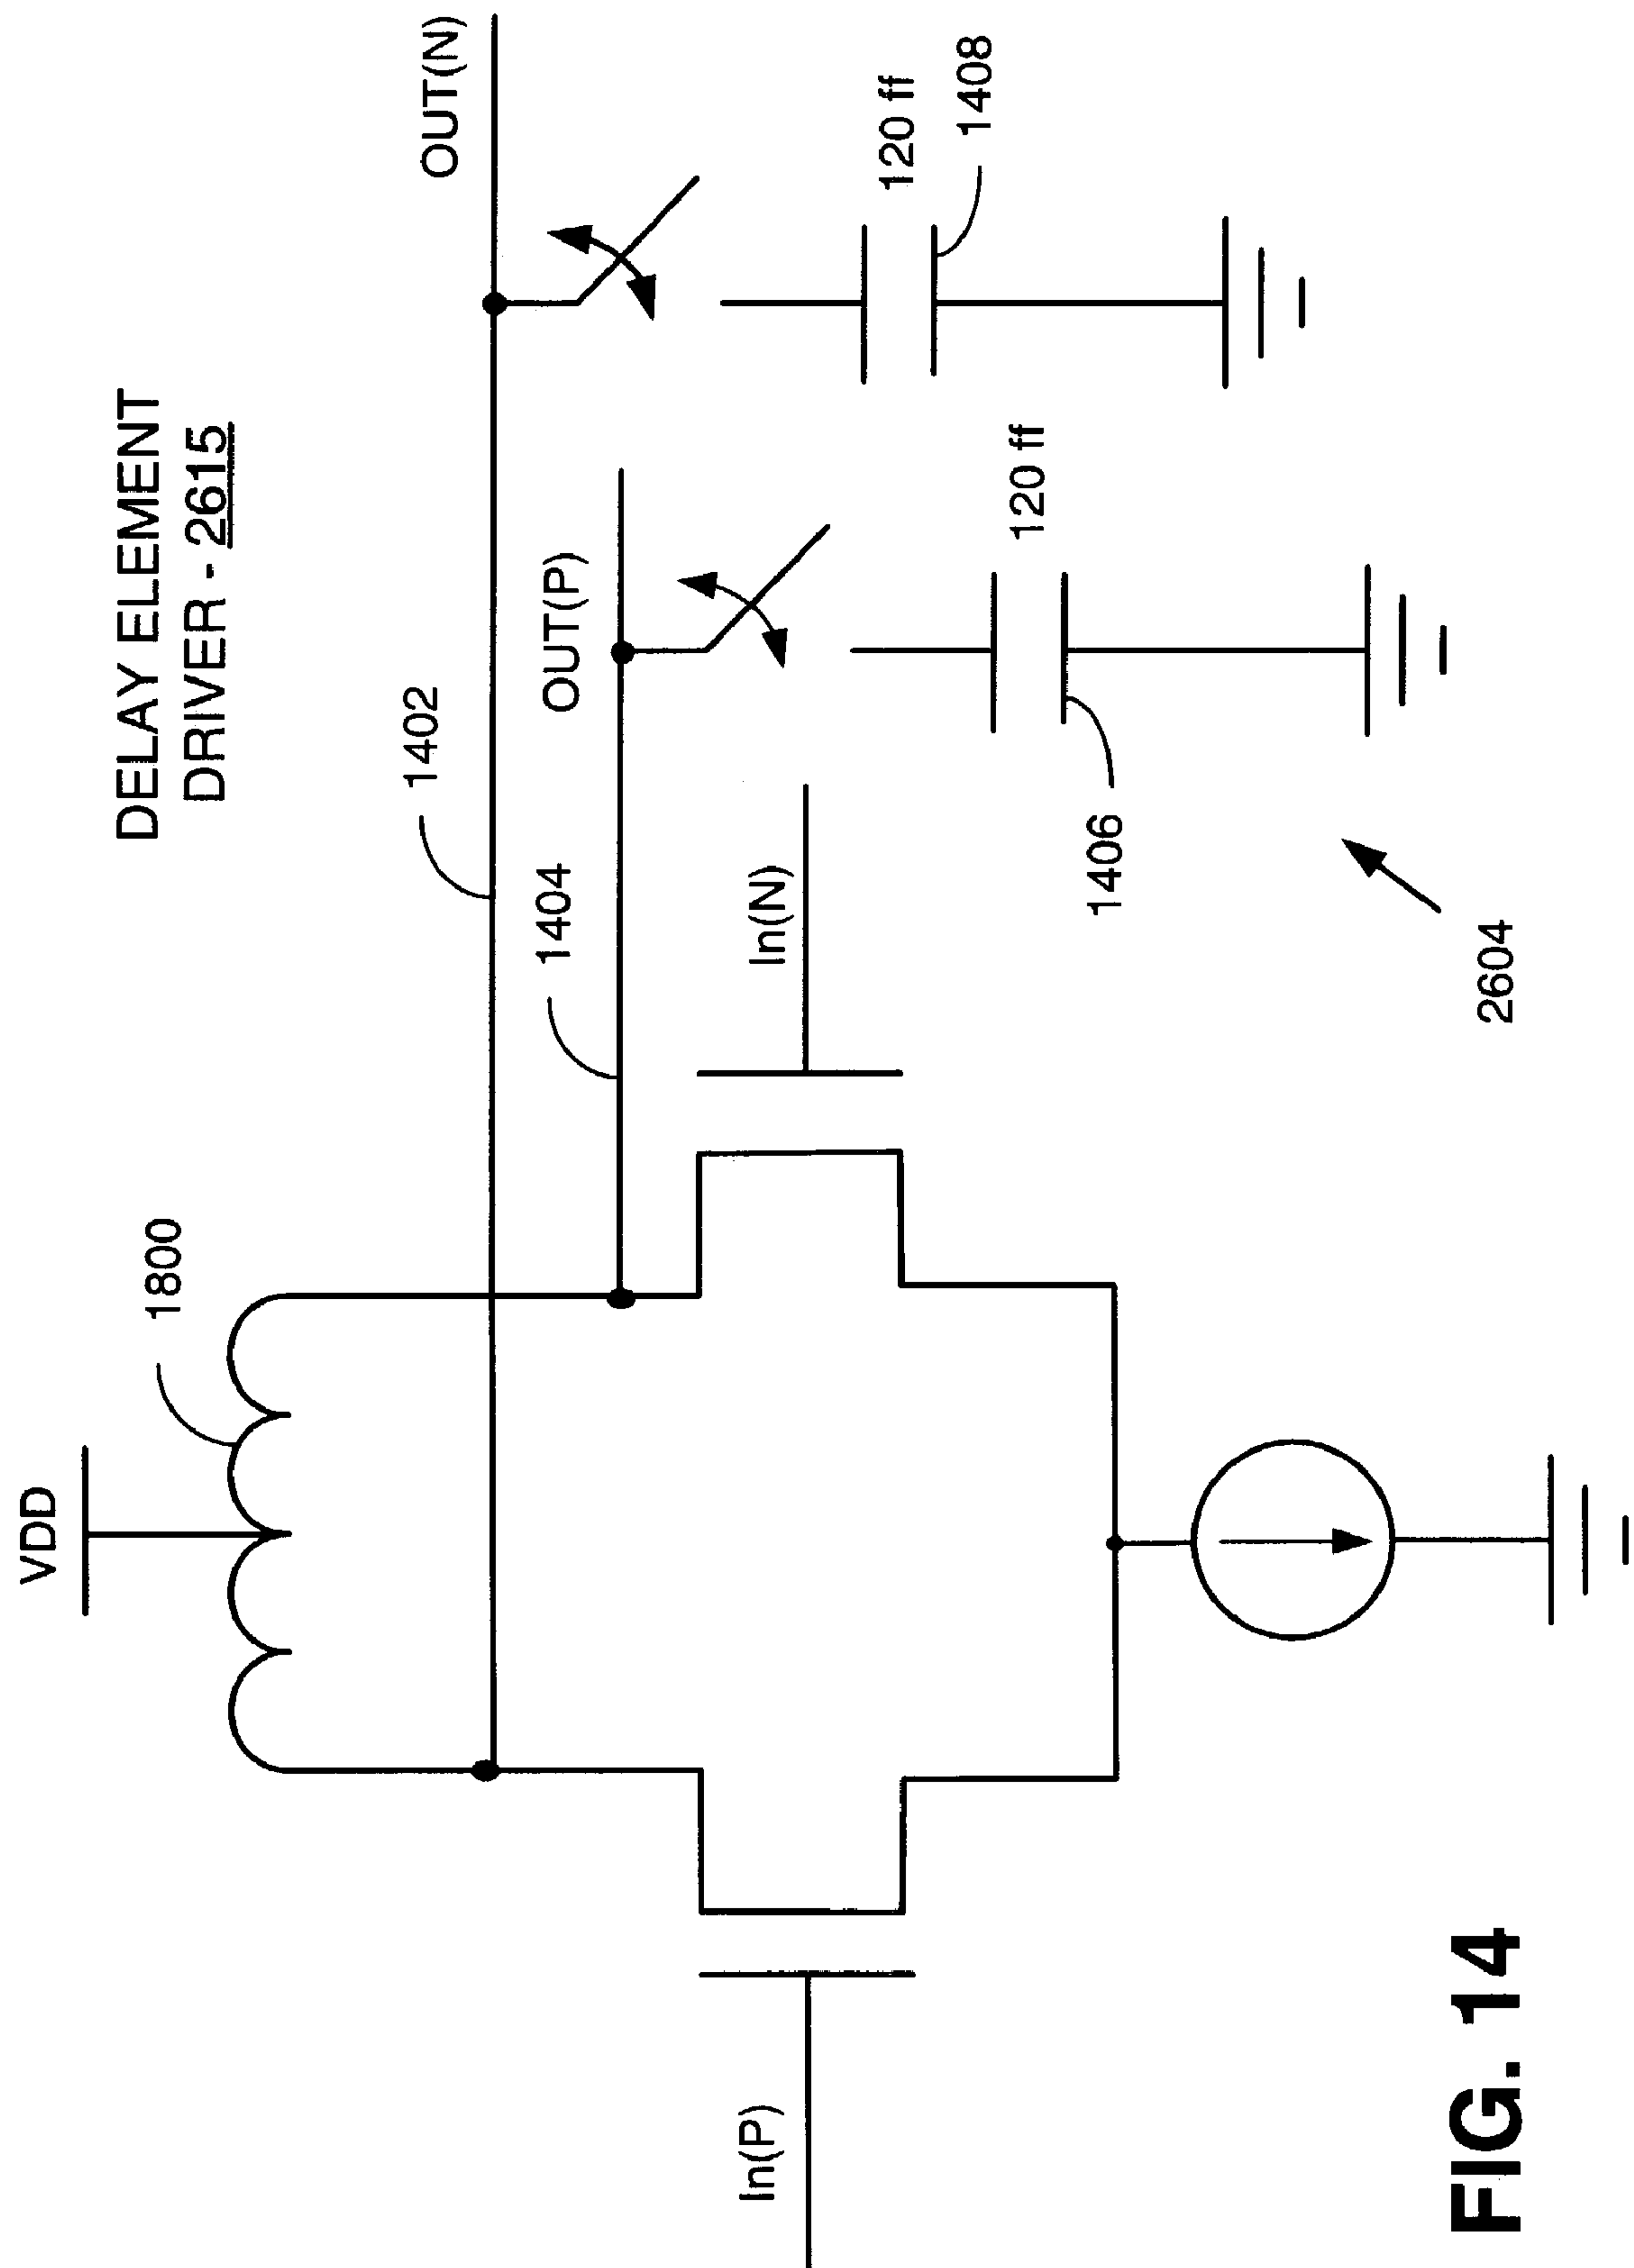 DELAY ELEMENT
DRIVER - 2615
VDD
1800
1402
OUT(N)
1404
OUT(P)
In(P)
In(N)
120 ff
1408
120 ff
1406
2604
FIG. 14